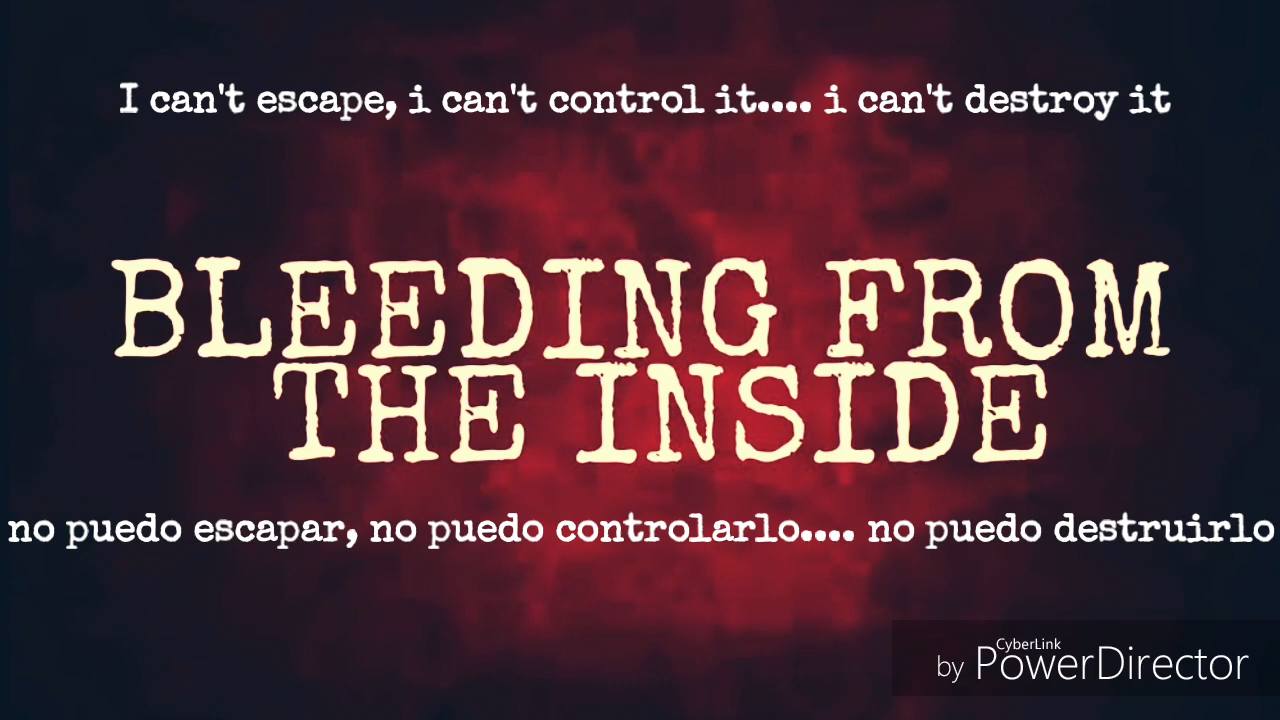 I can't escape, i can't control it.... i can't destroy it
BLEEDING FROM
THE INSIDE
no puedo escapar, no puedo controlarlo.... no puedo destruirlo
CyberLink
by PowerDirector